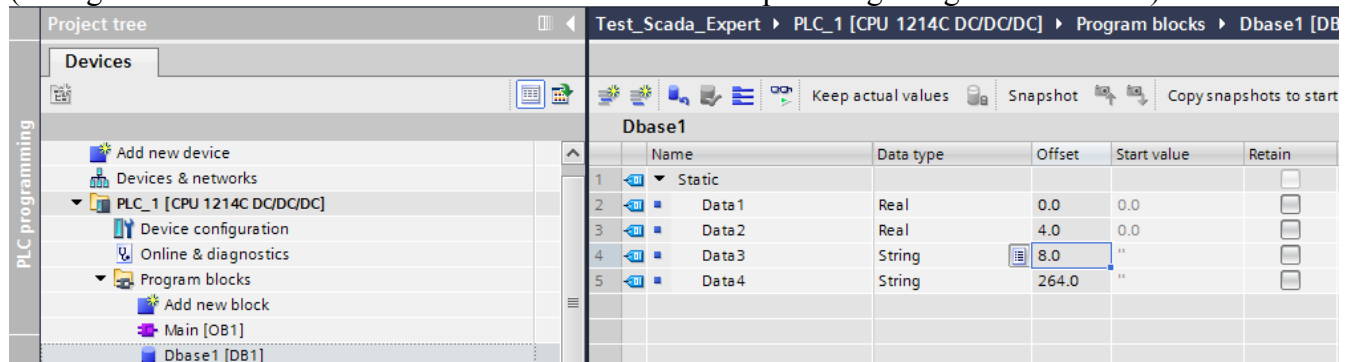 Project tree
Devices
PLC programming
Add new device
Devices & networks
PLC_1 [CPU 1214C DC/DC/DC]
Device configuration
Online & diagnostics
Program blocks
Add new block
Main [OB1]
Dbase1 [DB1]
Test_Scada_Expert PLC_1 [CPU 1214C DC/DC/DC] Program blocks Dbase1 [DB
Keep actual values Snapshot Copy snapshots to start
Dbase1
Name Data type Offset Start value Retain
1 Static
2 Data1 Real 0.0 0.0
3 Data2 Real 4.0 0.0
4 Data3 String 8.0 ''
5 Data4 String 264.0 ''